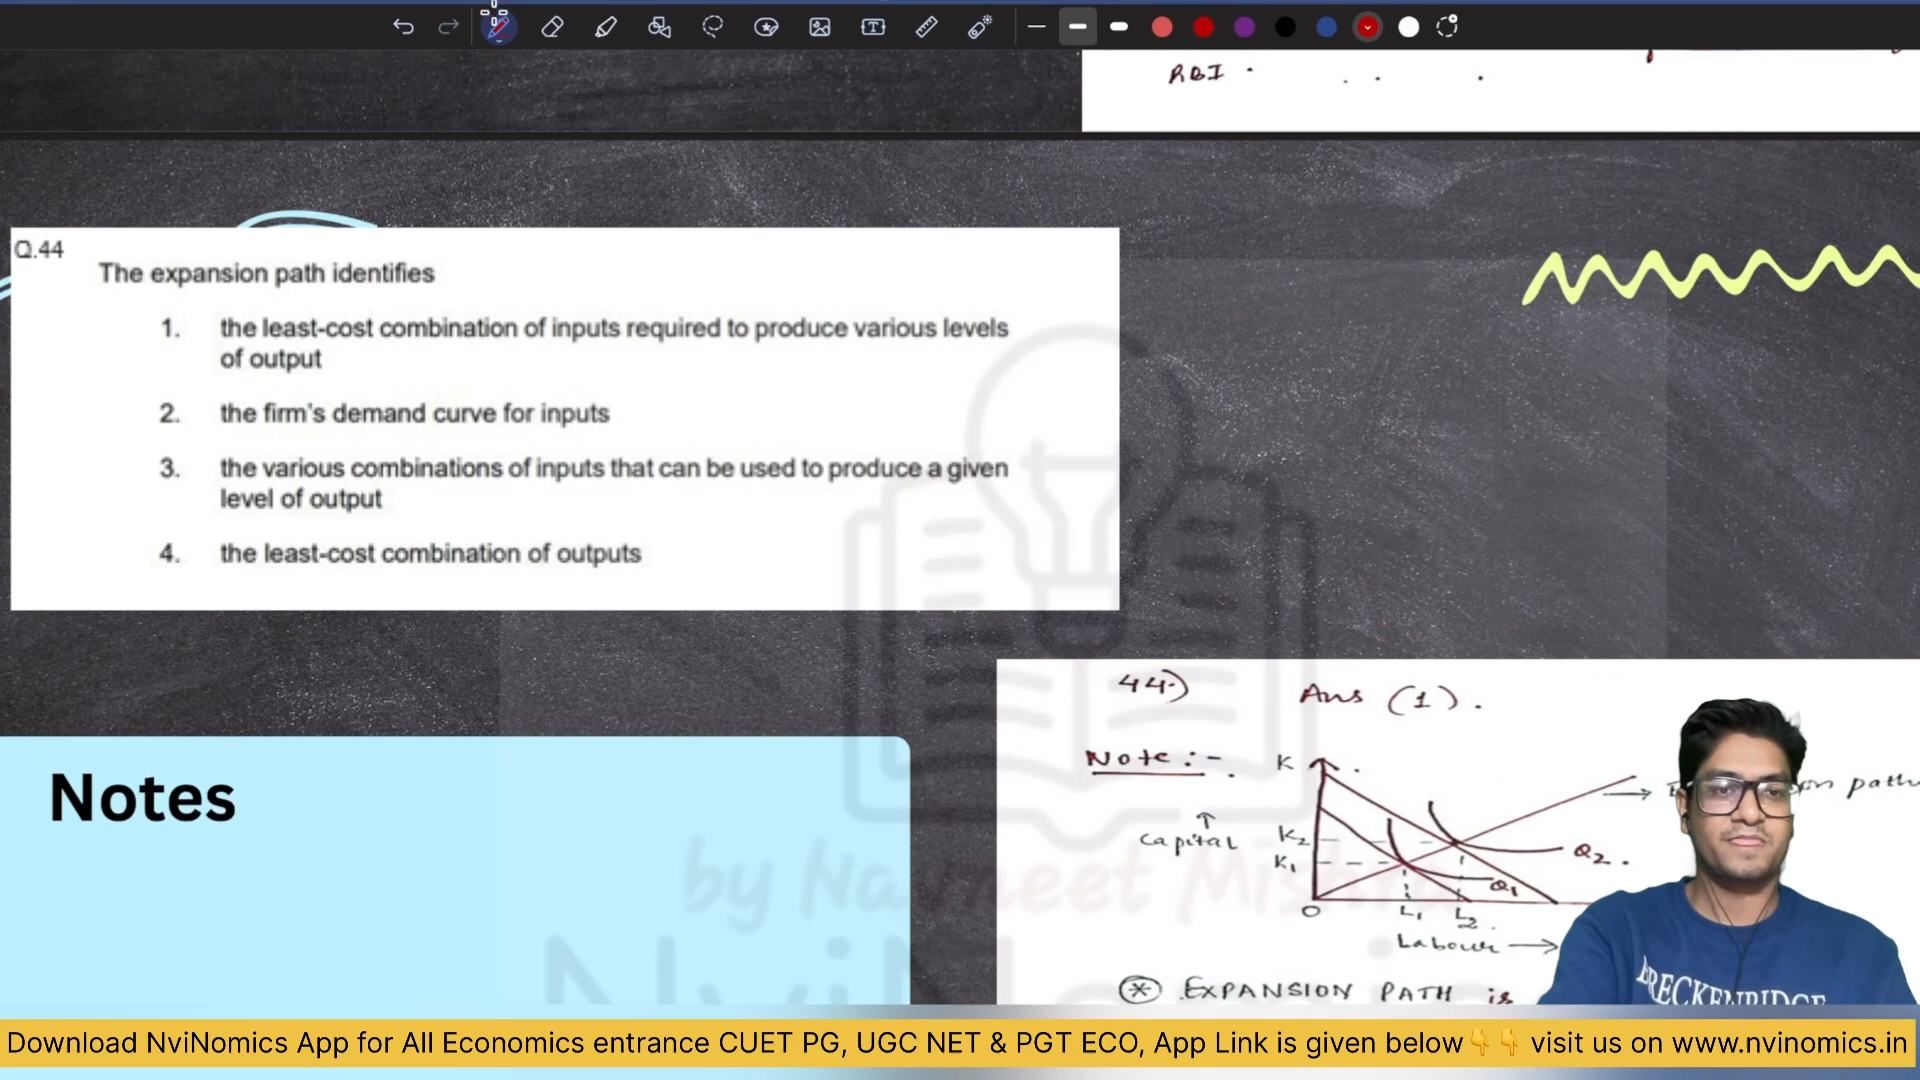 RBI
Q.44
The expansion path identifies
1. the least-cost combination of inputs required to produce various levels
of output
2. the firm's demand curve for inputs
3. the various combinations of inputs that can be used to produce a given
level of output
4. the least-cost combination of outputs
44)
Ans (1).
Note :-
K
path
Capital
K2
K1
Q2
Q1
O
L1
L2
Labour
EXPANSION PATH is
Notes
by Navneet Mishra
BRECKENRIDGE
Download NviNomics App for All Economics entrance CUET PG, UGC NET & PGT ECO, App Link is given below👇👇 visit us on www.nvinomics.in